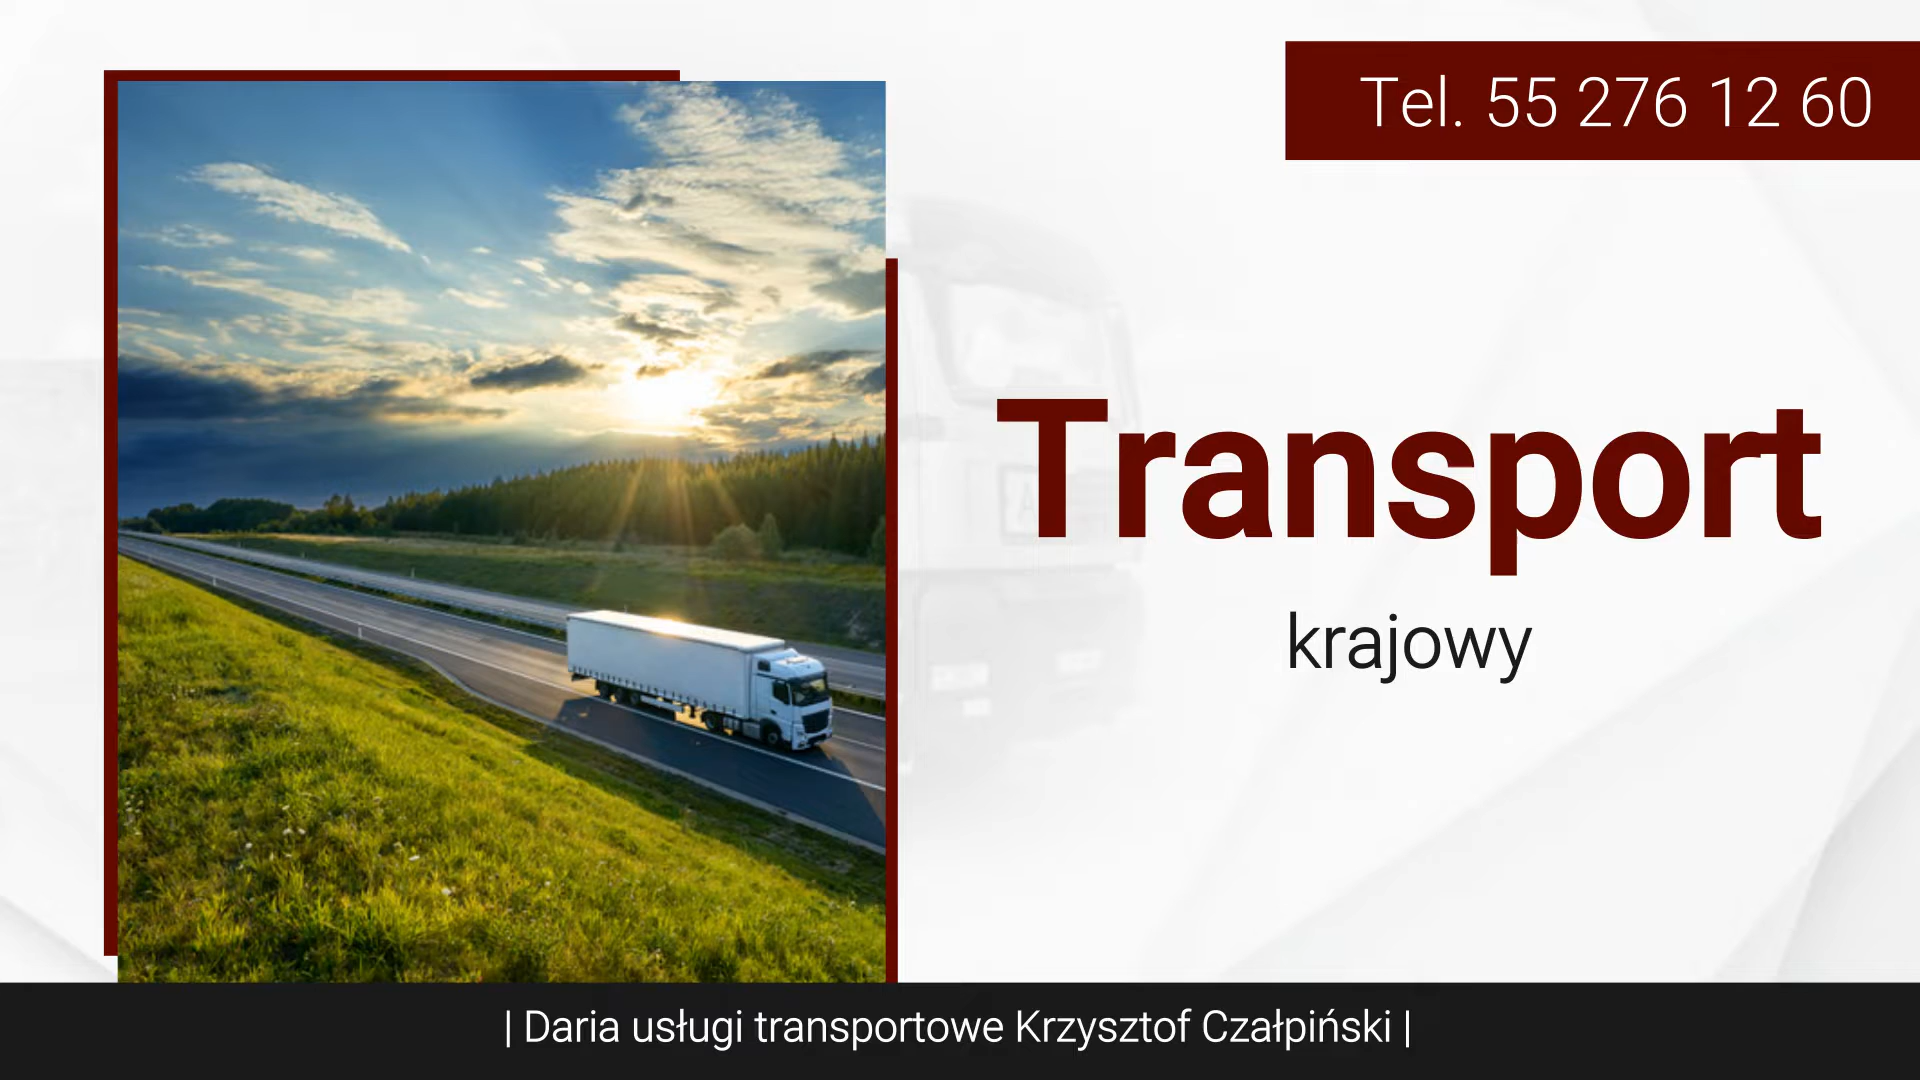 Tel. 55 276 12 60
Transport
krajowy
| Daria usługi transportowe Krzysztof Czałpiński |